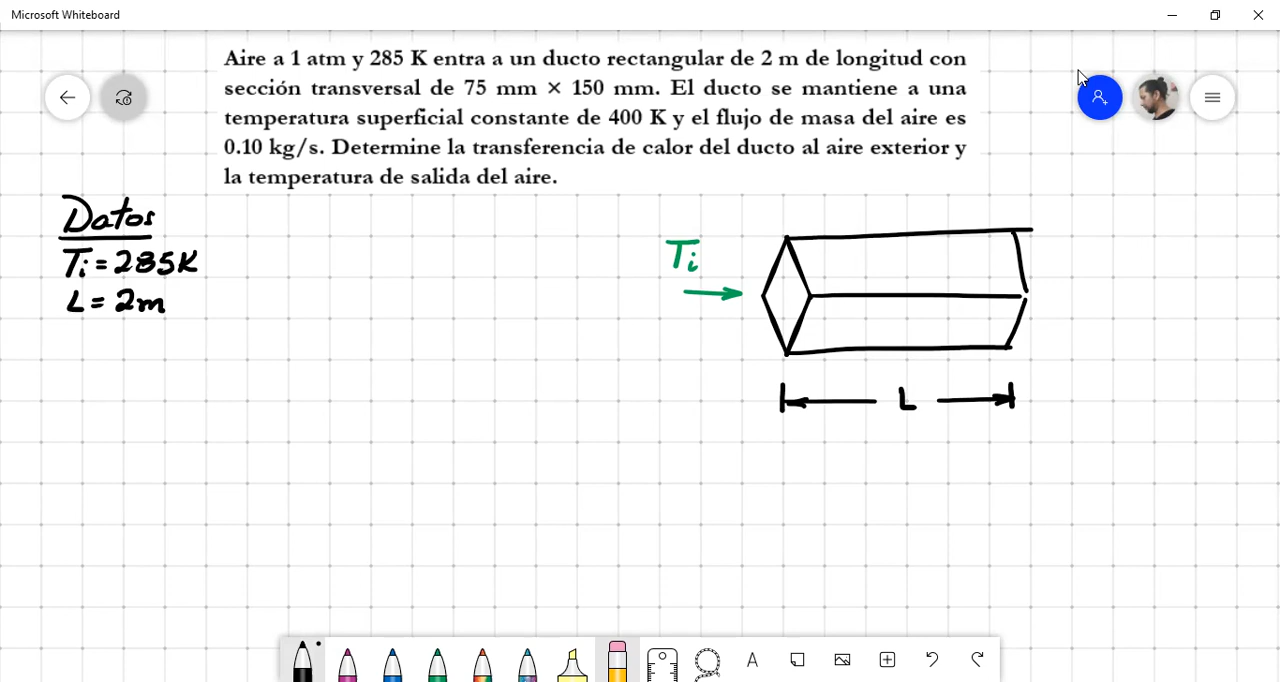 Microsoft Whiteboard
Aire a 1 atm y 285 K entra a un ducto rectangular de 2 m de longitud con
sección transversal de 75 mm × 150 mm. El ducto se mantiene a una
temperatura superficial constante de 400 K y el flujo de masa del aire es
0.10 kg/s. Determine la transferencia de calor del ducto al aire exterior y
la temperatura de salida del aire.
Datos
Ti = 285K
L = 2m
Ti
L
A